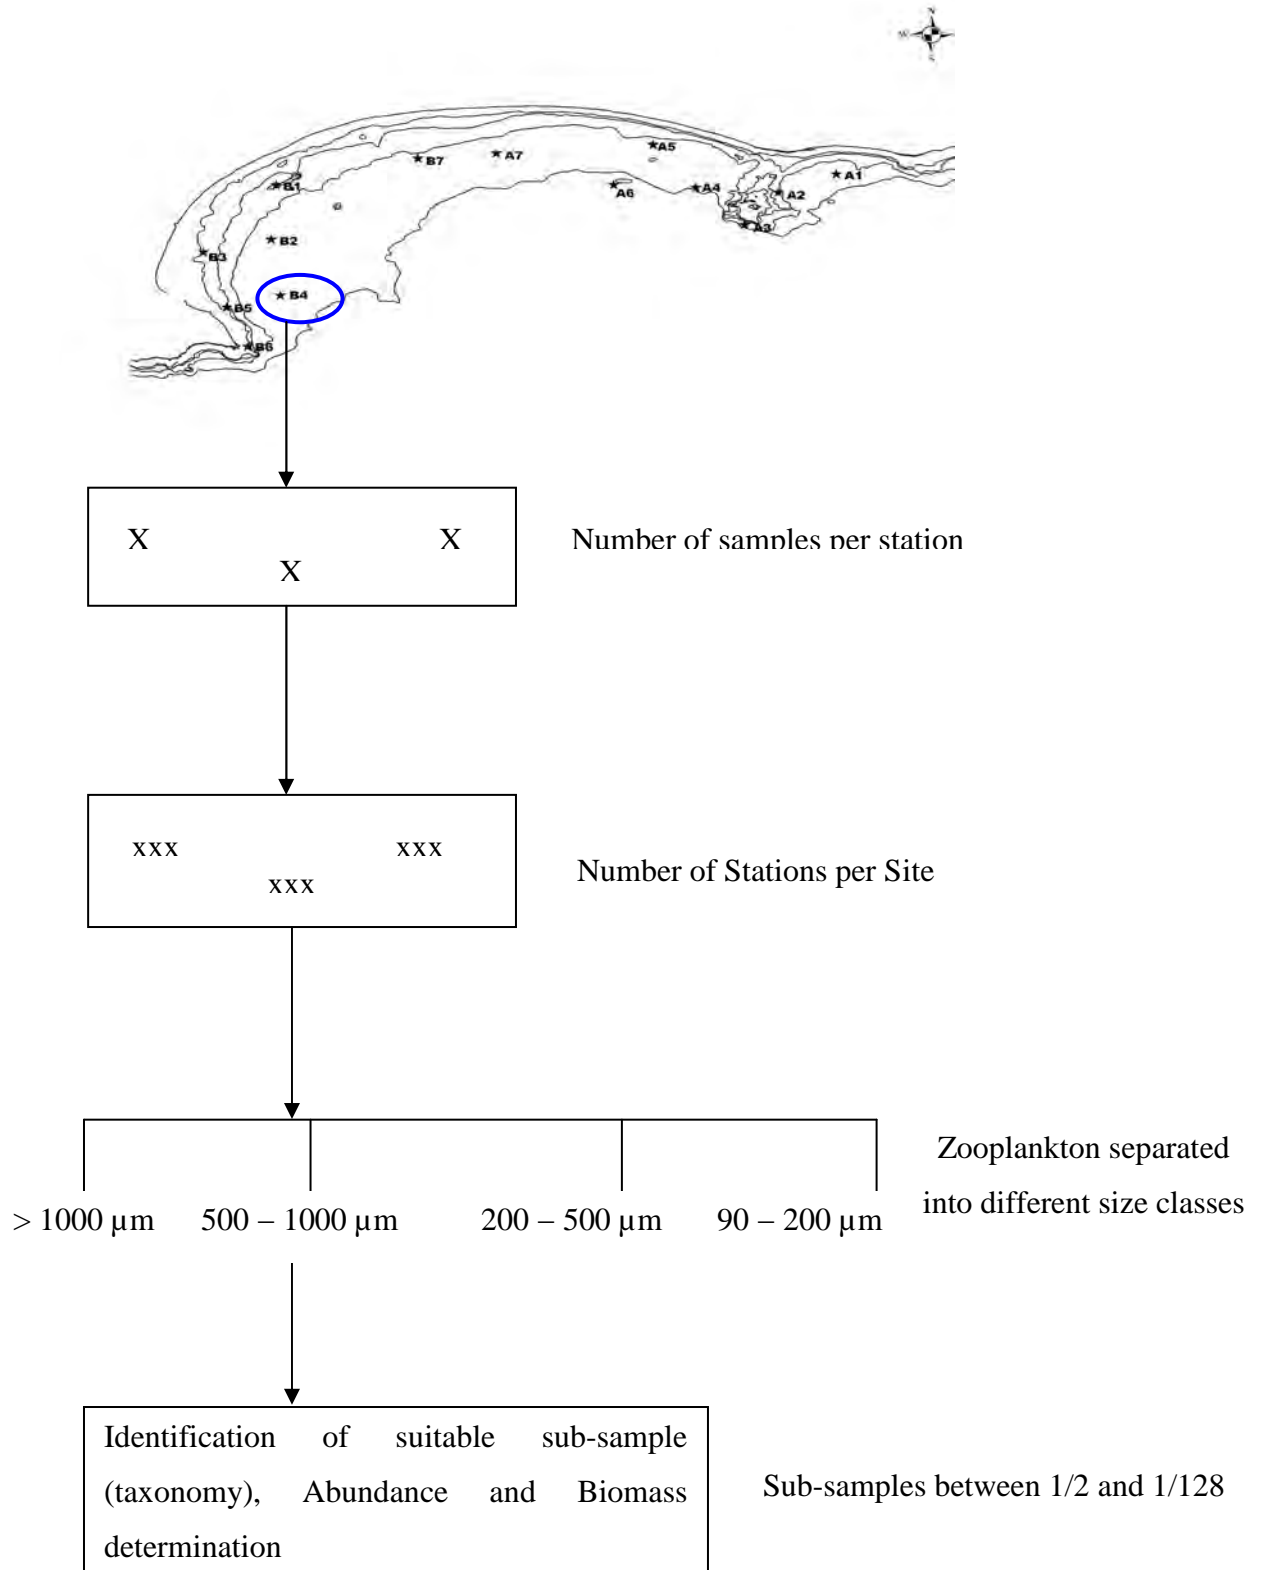 N
W
S
B7
A7
A5
B1
A6
A4
A2
A1
A3
B2
B3
B4
B5
B6
X X
X
Number of samples per station
xxx xxx
xxx
Number of Stations per Site
Zooplankton separated
into different size classes
> 1000 µm 500 – 1000 µm 200 – 500 µm 90 – 200 µm
Identification of suitable sub-sample
(taxonomy), Abundance and Biomass
determination
Sub-samples between 1/2 and 1/128